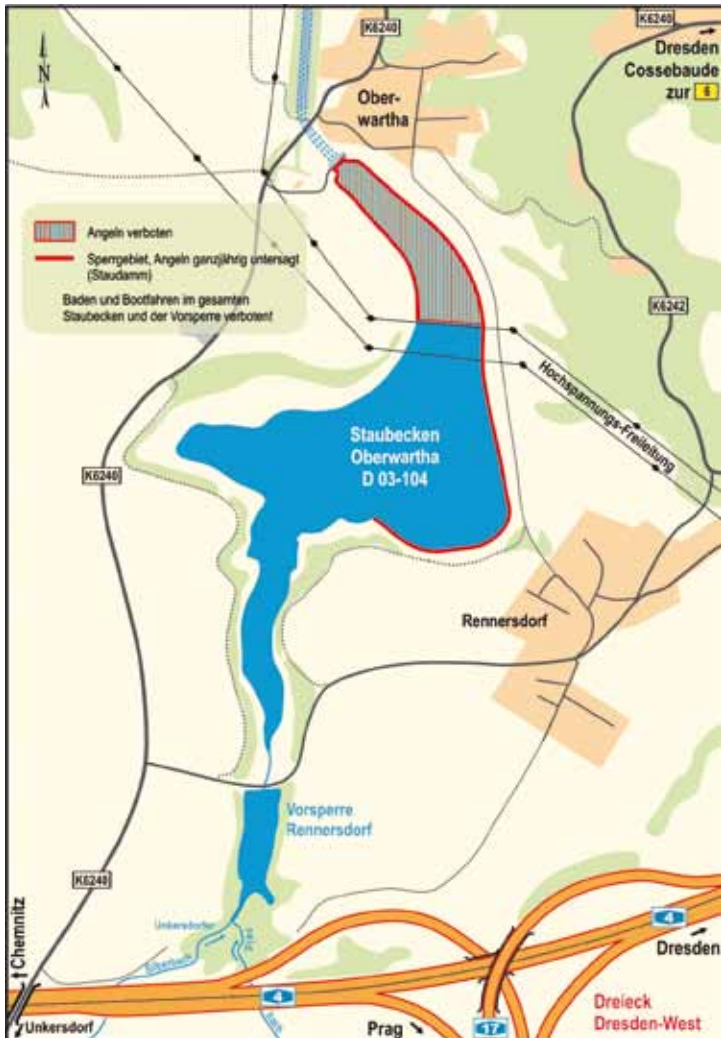 K6240
K6240
N
Dresden
Cossebaude
zur 6
Ober-
wartha
Angeln verboten
Sperrgebiet, Angeln ganzjährig untersagt
(Staudamm)
Baden und Bootfahren im gesamten
Staubecken und der Vorsperre verboten!
K6242
Hochspannungs-Freileitung
Staubecken
Oberwartha
D 03-104
K6240
Rennersdorf
Vorsperre
Rennersdorf
K6240
Unkersdorfer
4
Chemnitz
Dresden
4
Dreieck
Dresden-West
Unkersdorf
Prag
17